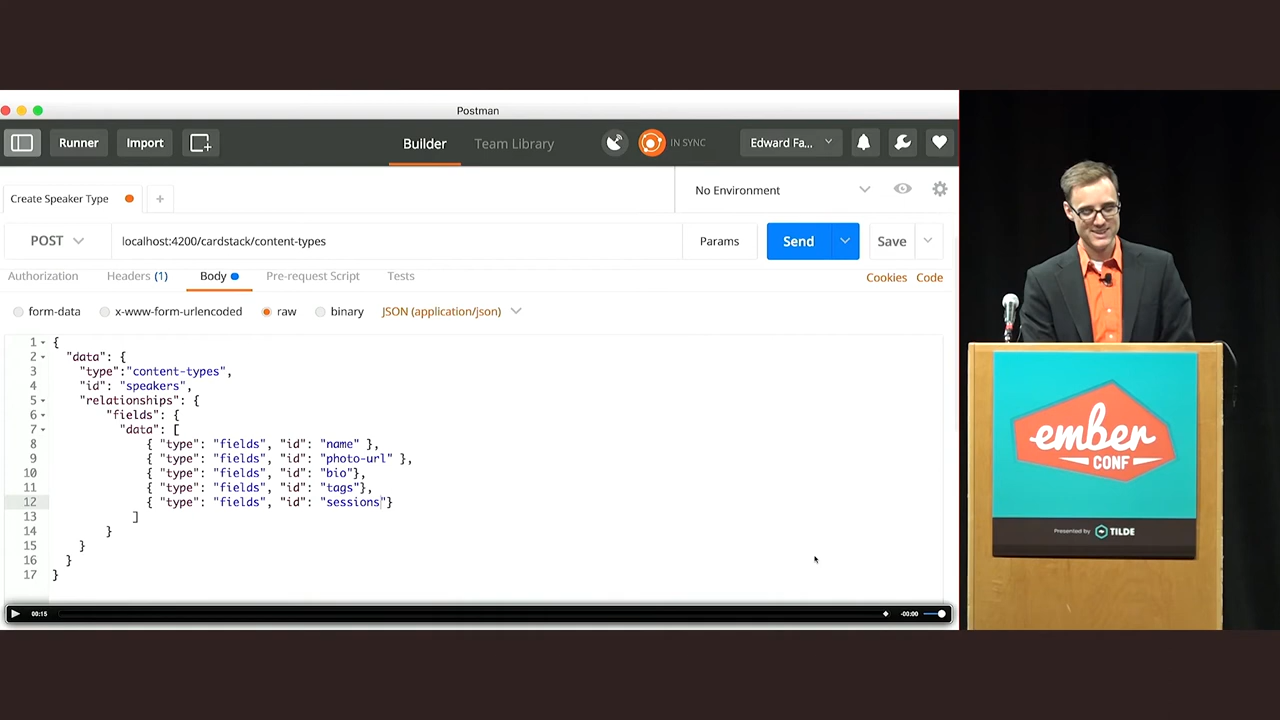 Postman
Runner
Import
Builder
Team Library
IN SYNC
Edward Fa...
Create Speaker Type
+
No Environment
POST
localhost:4200/cardstack/content-types
Params
Send
Save
Authorization
Headers (1)
Body
Pre-request Script
Tests
Cookies
Code
form-data
x-www-form-urlencoded
raw
binary
JSON (application/json)
1 {
2 "data": {
3 "type":"content-types",
4 "id": "speakers",
5 "relationships": {
6 "fields": {
7 "data": [
8 { "type": "fields", "id": "name" },
9 { "type": "fields", "id": "photo-url" },
10 { "type": "fields", "id": "bio"},
11 { "type": "fields", "id": "tags"},
12 { "type": "fields", "id": "sessions"}
13 ]
14 }
15 }
16 }
17 }
00:15
-00:00
ember
CONF
Presented by TILDE